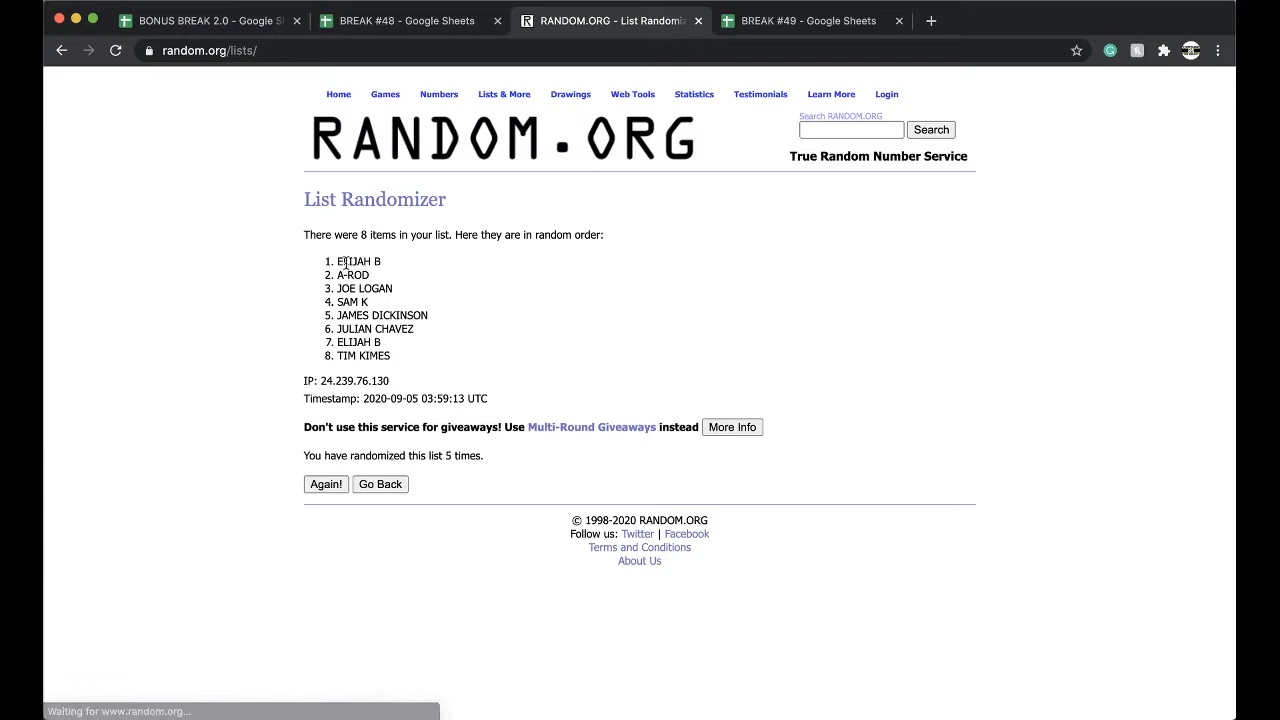 BONUS BREAK 2.0 - Google S
BREAK #48 - Google Sheets
RANDOM.ORG - List Randomiz
BREAK #49 - Google Sheets
random.org/lists/
Home Games Numbers Lists & More Drawings Web Tools Statistics Testimonials Learn More Login
RANDOM.ORG
Search RANDOM.ORG
Search
True Random Number Service
List Randomizer
There were 8 items in your list. Here they are in random order:
1. ELIJAH B
2. A-ROD
3. JOE LOGAN
4. SAM K
5. JAMES DICKINSON
6. JULIAN CHAVEZ
7. ELIJAH B
8. TIM KIMES
IP: 24.239.76.130
Timestamp: 2020-09-05 03:59:13 UTC
Don't use this service for giveaways! Use Multi-Round Giveaways instead More Info
You have randomized this list 5 times.
Again! Go Back
© 1998-2020 RANDOM.ORG
Follow us: Twitter | Facebook
Terms and Conditions
About Us
Waiting for www.random.org...